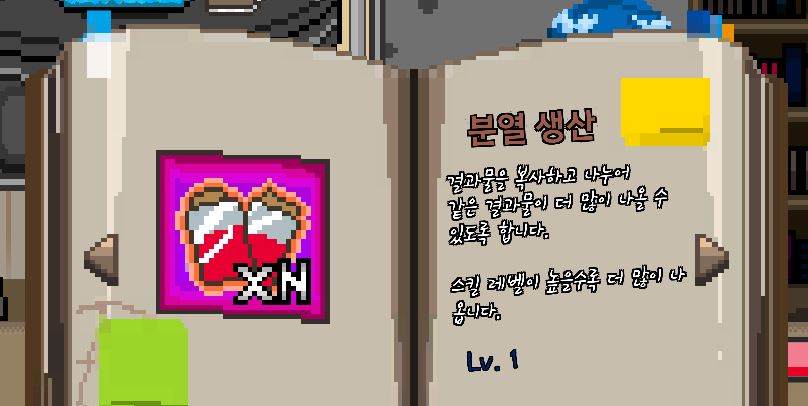 XN
분열 생산
결과물을 복사하고 나누어
같은 결과물이 더 많이 나올 수
있도록 합니다.
스킬 레벨이 높을수록 더 많이 나
옵니다.
Lv. 1